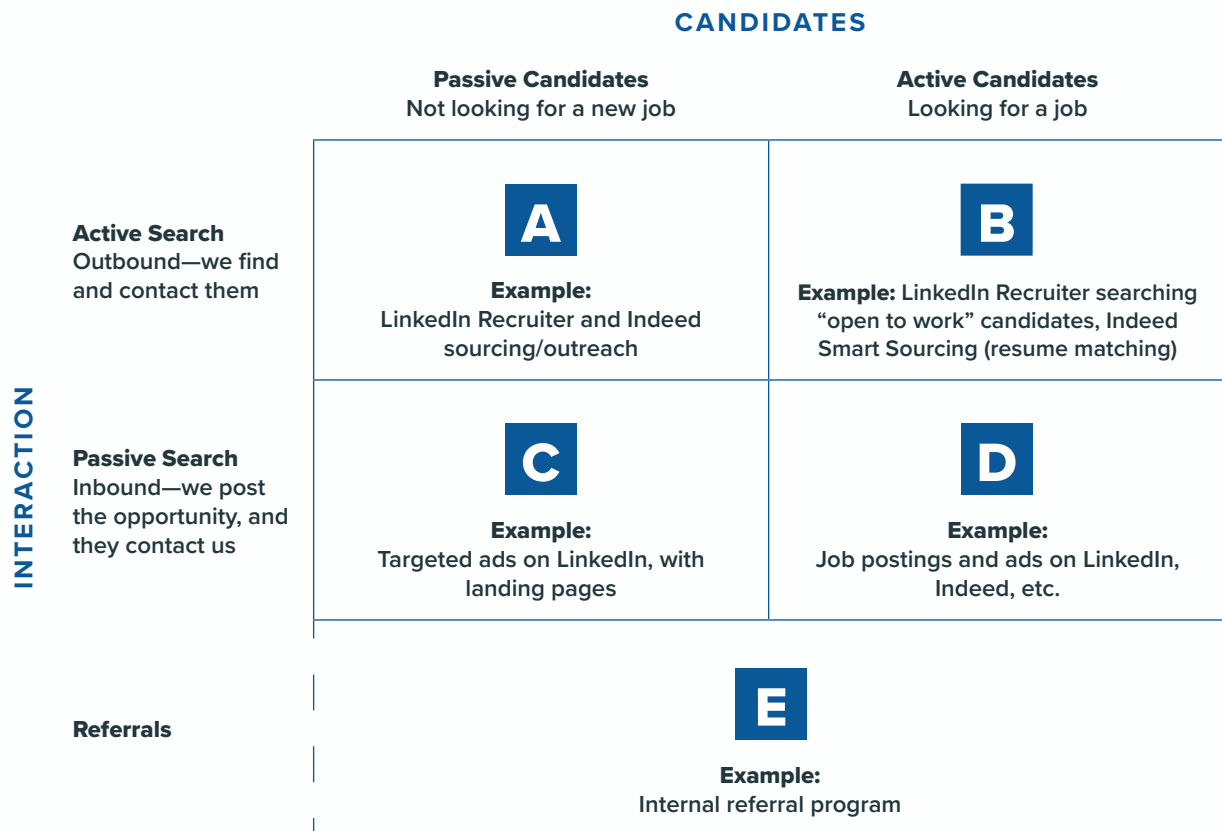 CANDIDATES
Passive Candidates
Not looking for a new job
Active Candidates
Looking for a job
INTERACTION
Active Search
Outbound—we find
and contact them
A
Example:
LinkedIn Recruiter and Indeed
sourcing/outreach
B
Example: LinkedIn Recruiter searching
“open to work” candidates, Indeed
Smart Sourcing (resume matching)
Passive Search
Inbound—we post
the opportunity, and
they contact us
C
Example:
Targeted ads on LinkedIn, with
landing pages
D
Example:
Job postings and ads on LinkedIn,
Indeed, etc.
Referrals
E
Example:
Internal referral program